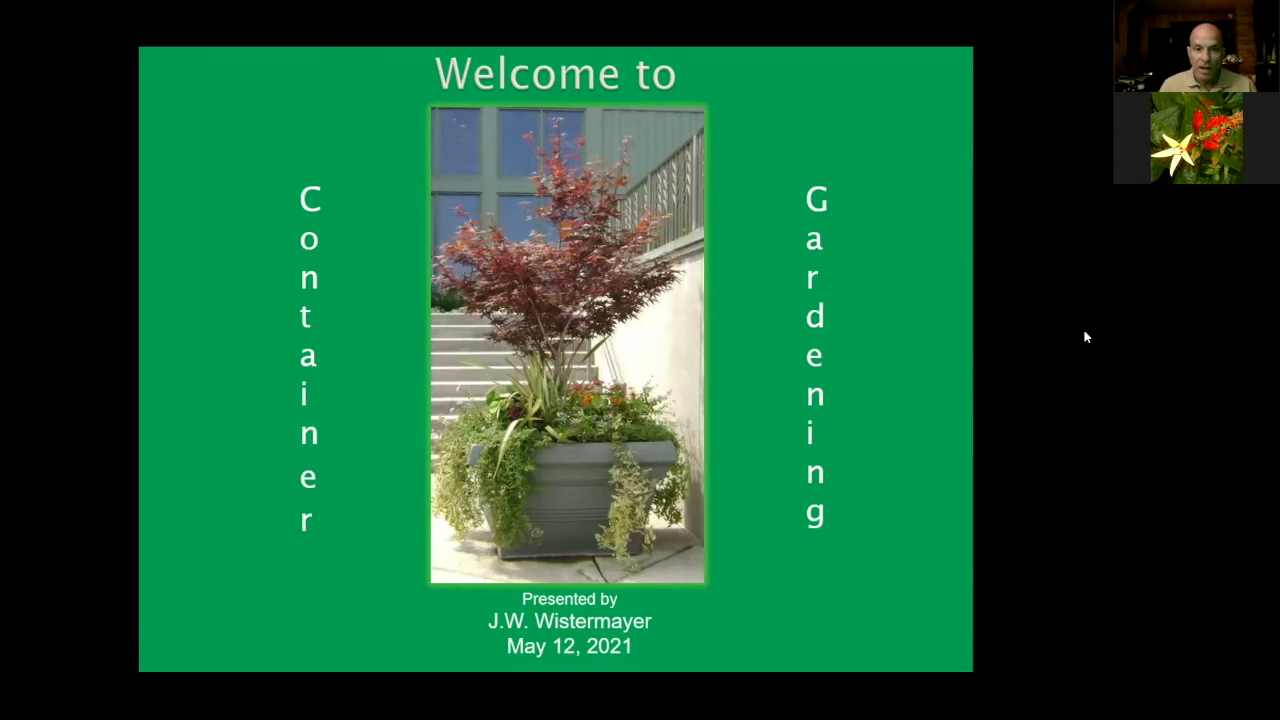 Welcome to
Container
Gardening
Presented by
J.W. Wistermayer
May 12, 2021